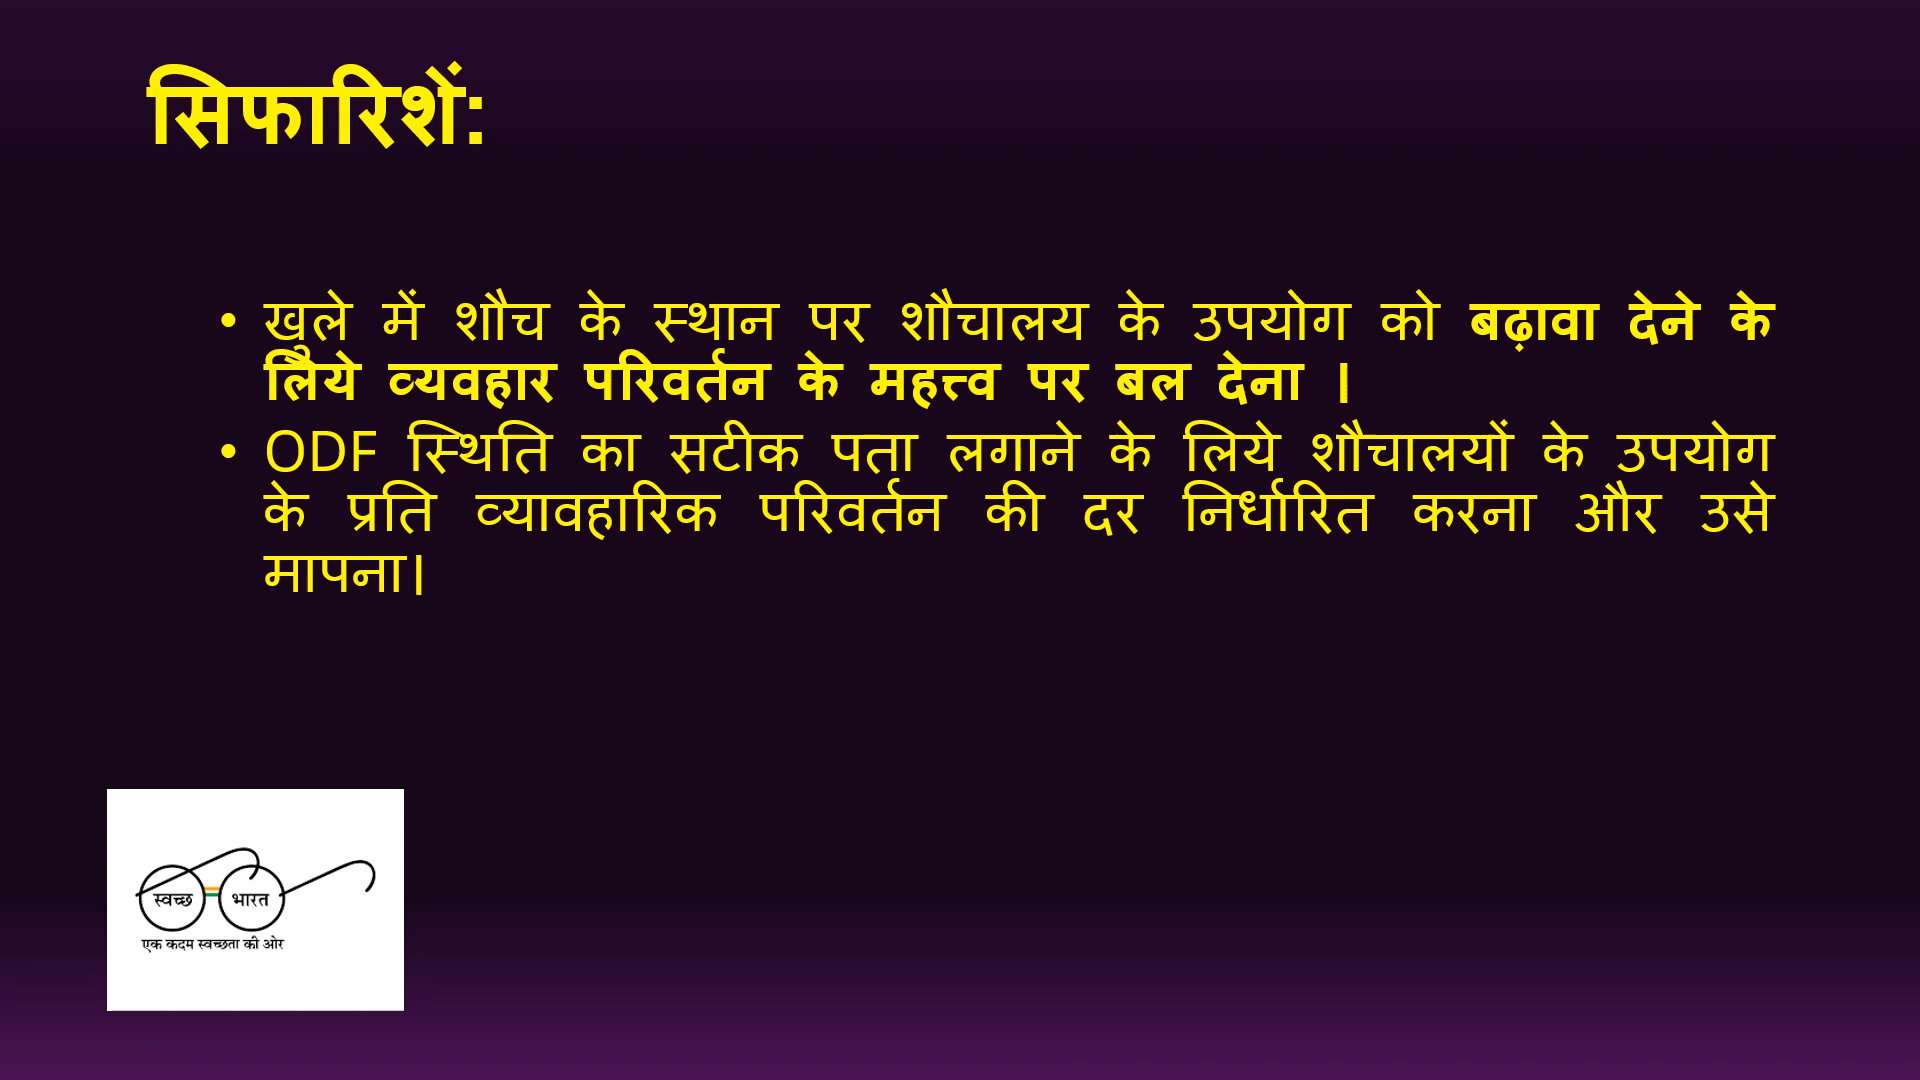 सिफारिशें:
• खुले में शौच के स्थान पर शौचालय के उपयोग को बढ़ावा देने के
लिये व्यवहार परिवर्तन के महत्त्व पर बल देना ।
• ODF स्थिति का सटीक पता लगाने के लिये शौचालयों के उपयोग
के प्रति व्यावहारिक परिवर्तन की दर निर्धारित करना और उसे
मापना।
स्वच्छ भारत
एक कदम स्वच्छता की ओर